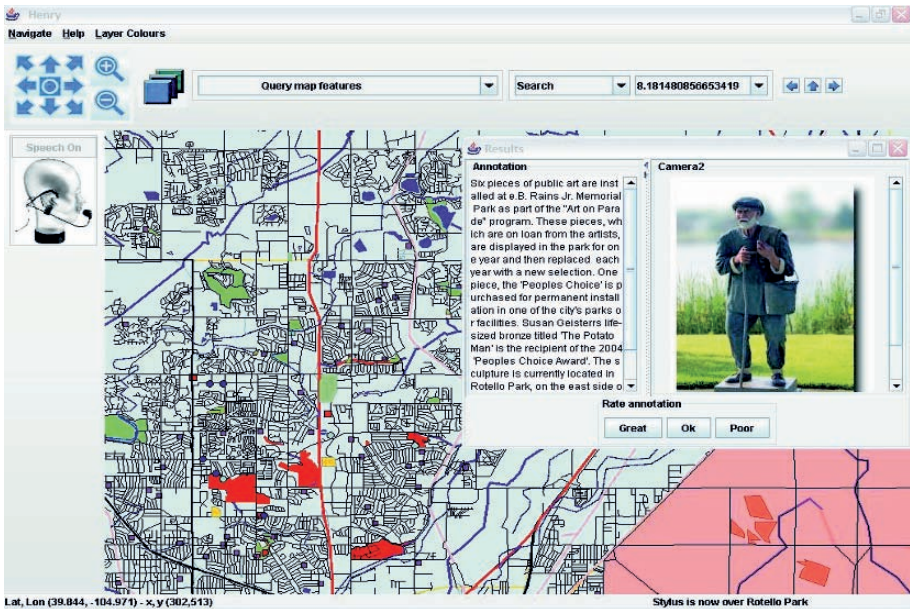 Henry
Navigate Help Layer Colours
Query map features
Search
8.181480856653419
Speech On
Results
Annotation
Six pieces of public art are inst
alled at e.B. Rains Jr. Memorial
Park as part of the "Art on Para
de" program. These pieces, wh
ich are on loan from the artists,
are displayed in the park for on
e year and then replaced each
year with a new selection. One
piece, the 'Peoples Choice' is p
urchased for permanent install
ation in one of the city's parks o
r facilities. Susan Geisterrs life-
sized bronze titled 'The Potato
Man' is the recipient of the 2004
'Peoples Choice Award'. The s
culpture is currently located in
Rotello Park, on the east side o
Camera2
Rate annotation
Great Ok Poor
Lat, Lon (39.844, -104.971) - x, y (302,513)
Stylus is now over Rotello Park